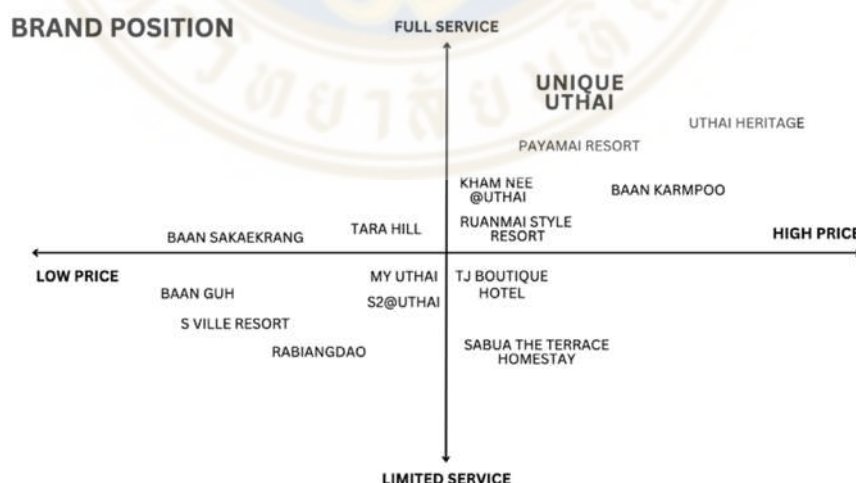 BRAND POSITION
FULL SERVICE
UNIQUE
UTHAI
UTHAI HERITAGE
PAYAMAI RESORT
KHAM NEE
@UTHAI
BAAN KARMPOO
RUANMAI STYLE
RESORT
TARA HILL
BAAN SAKAEKRANG
HIGH PRICE
LOW PRICE
MY UTHAI
TJ BOUTIQUE
HOTEL
BAAN GUH
S2@UTHAI
S VILLE RESORT
RABIANGDAO
SABUA THE TERRACE
HOMESTAY
LIMITED SERVICE